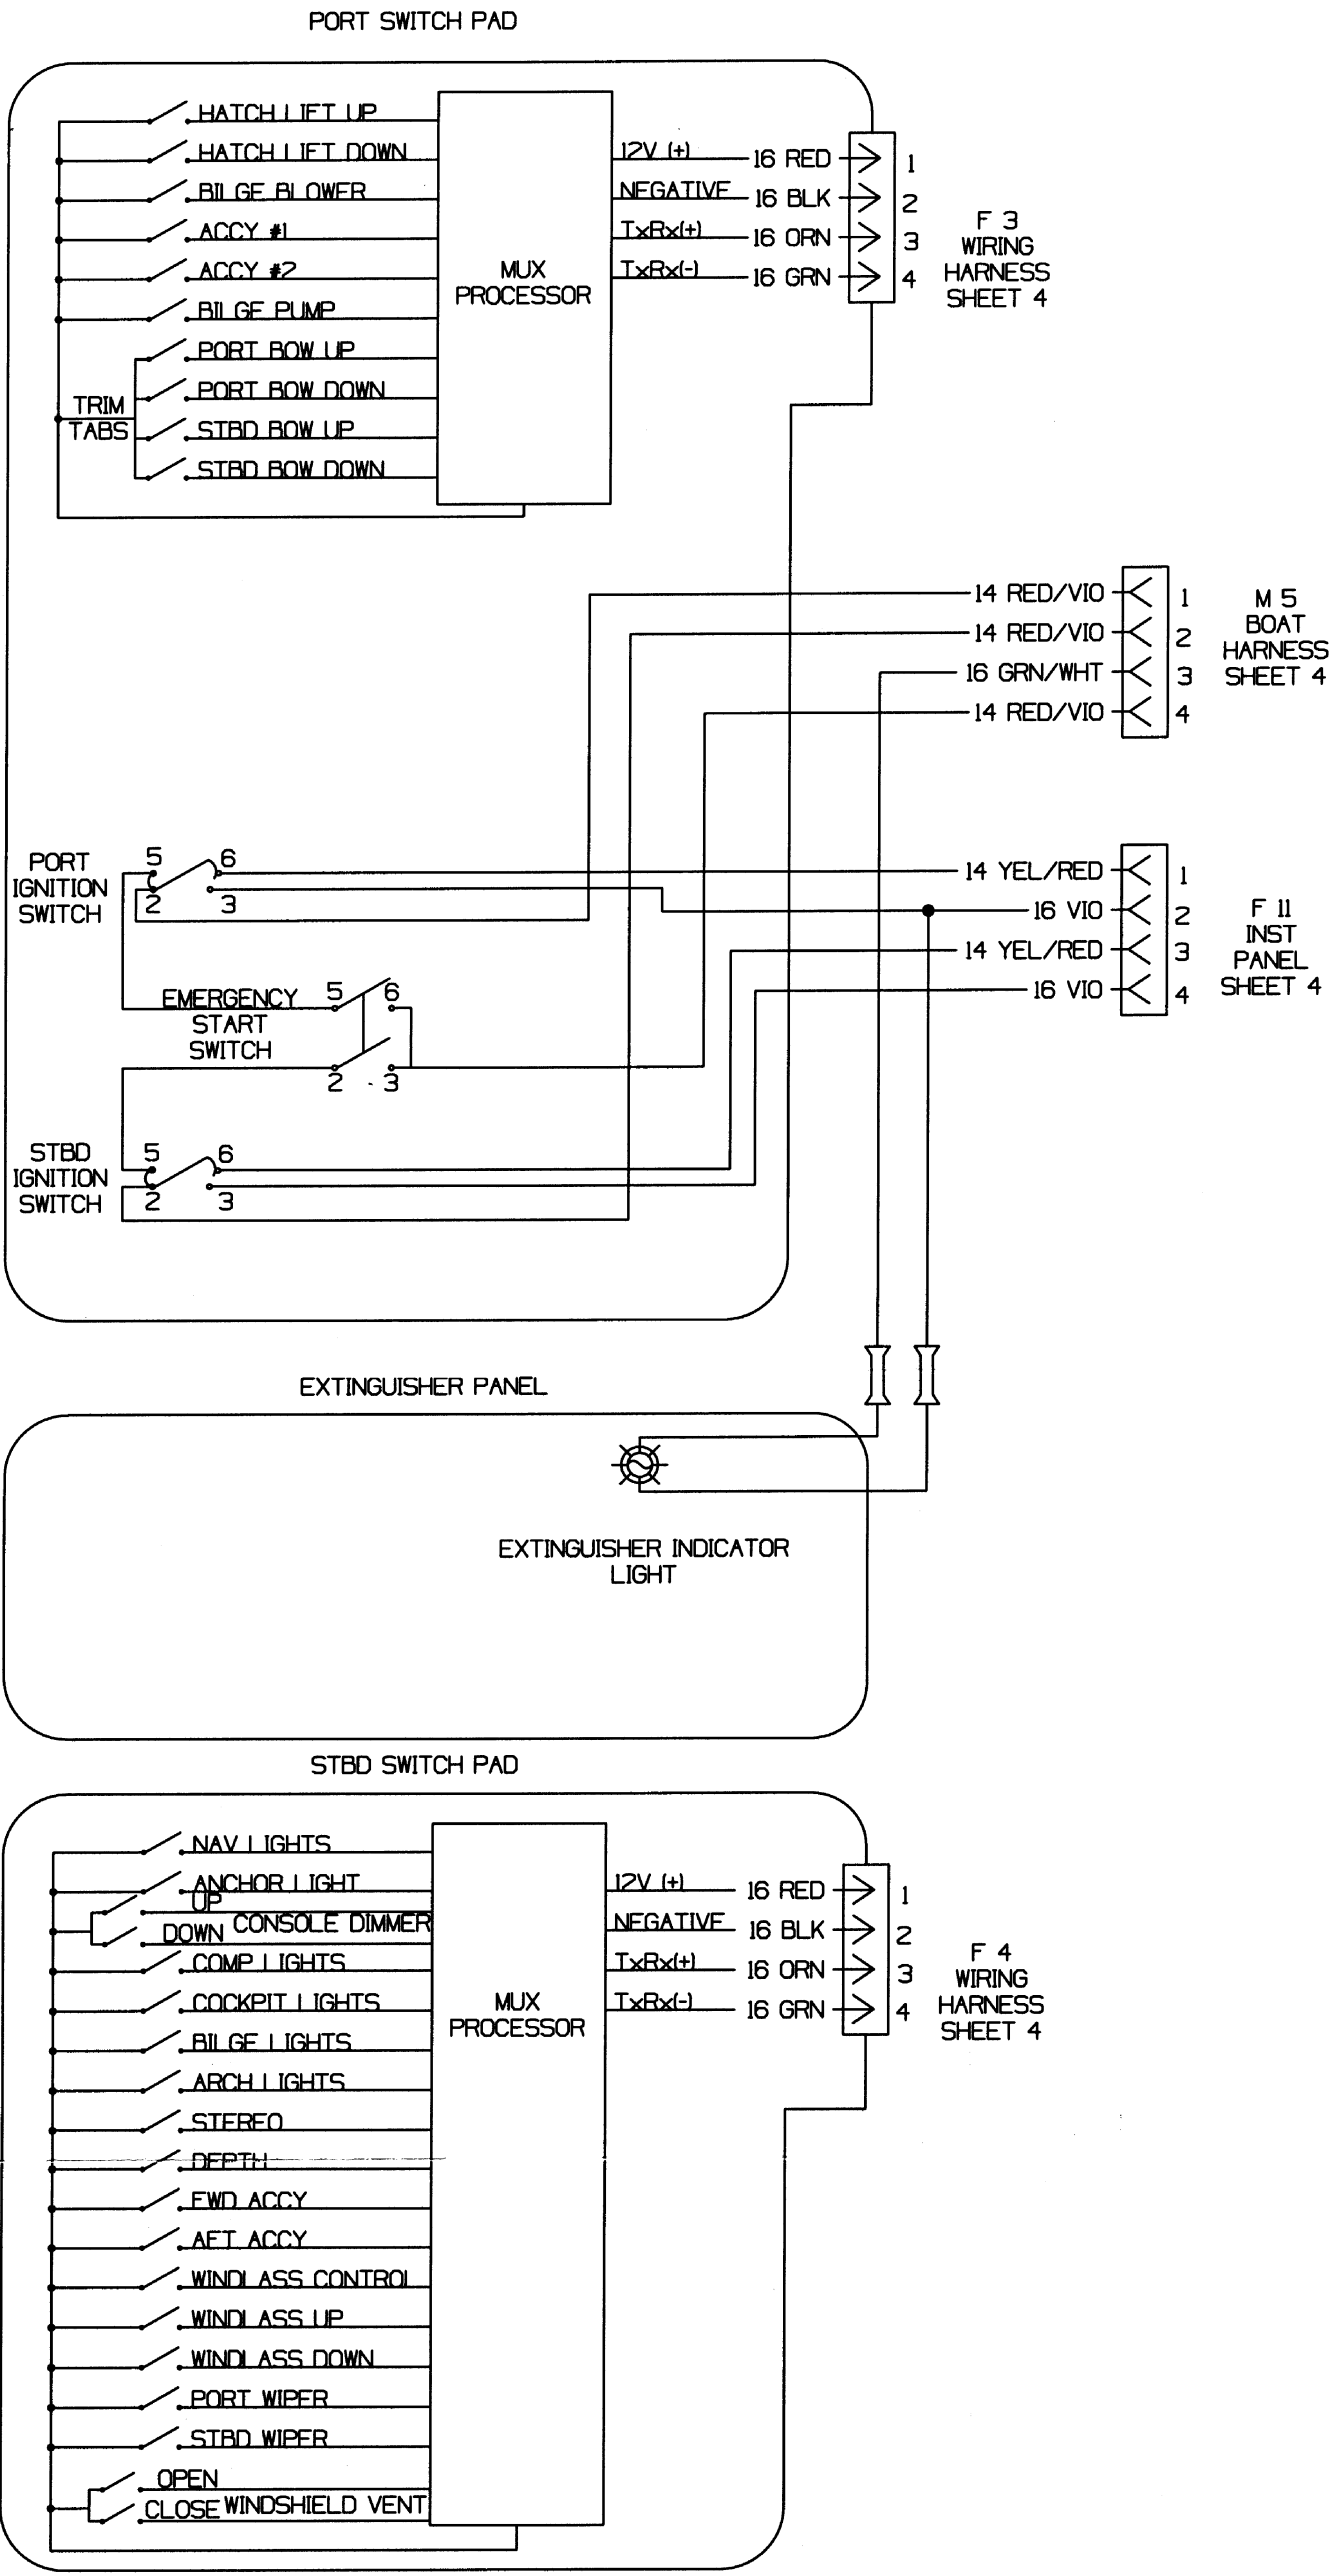 PORT SWITCH PAD
HATCH LIFT UP
HATCH LIFT DOWN
BILGE BLOWER
ACCY #1
ACCY #2
BILGE PUMP
PORT BOW UP
PORT BOW DOWN
STBD BOW UP
STBD BOW DOWN
TRIM
TABS
MUX
PROCESSOR
12V (+) 16 RED 1
NEGATIVE 16 BLK 2
TxRx(+) 16 ORN 3
TxRx(-) 16 GRN 4
F 3
WIRING
HARNESS
SHEET 4
14 RED/VIO 1
14 RED/VIO 2
16 GRN/WHT 3
14 RED/VIO 4
M 5
BOAT
HARNESS
SHEET 4
PORT
IGNITION
SWITCH
5 6
2 3
14 YEL/RED 1
16 VIO 2
14 YEL/RED 3
16 VIO 4
F 11
INST
PANEL
SHEET 4
EMERGENCY
START
SWITCH
5 6
2 3
STBD
IGNITION
SWITCH
5 6
2 3
EXTINGUISHER PANEL
EXTINGUISHER INDICATOR
LIGHT
STBD SWITCH PAD
NAV LIGHTS
ANCHOR LIGHT
UP
DOWN CONSOLE DIMMER
COMP LIGHTS
COCKPIT LIGHTS
BILGE LIGHTS
ARCH LIGHTS
STEREO
DEPTH
FWD ACCY
AFT ACCY
WINDLASS CONTROL
WINDLASS UP
WINDLASS DOWN
PORT WIPER
STBD WIPER
OPEN
CLOSE WINDSHIELD VENT
MUX
PROCESSOR
12V (+) 16 RED 1
NEGATIVE 16 BLK 2
TxRx(+) 16 ORN 3
TxRx(-) 16 GRN 4
F 4
WIRING
HARNESS
SHEET 4